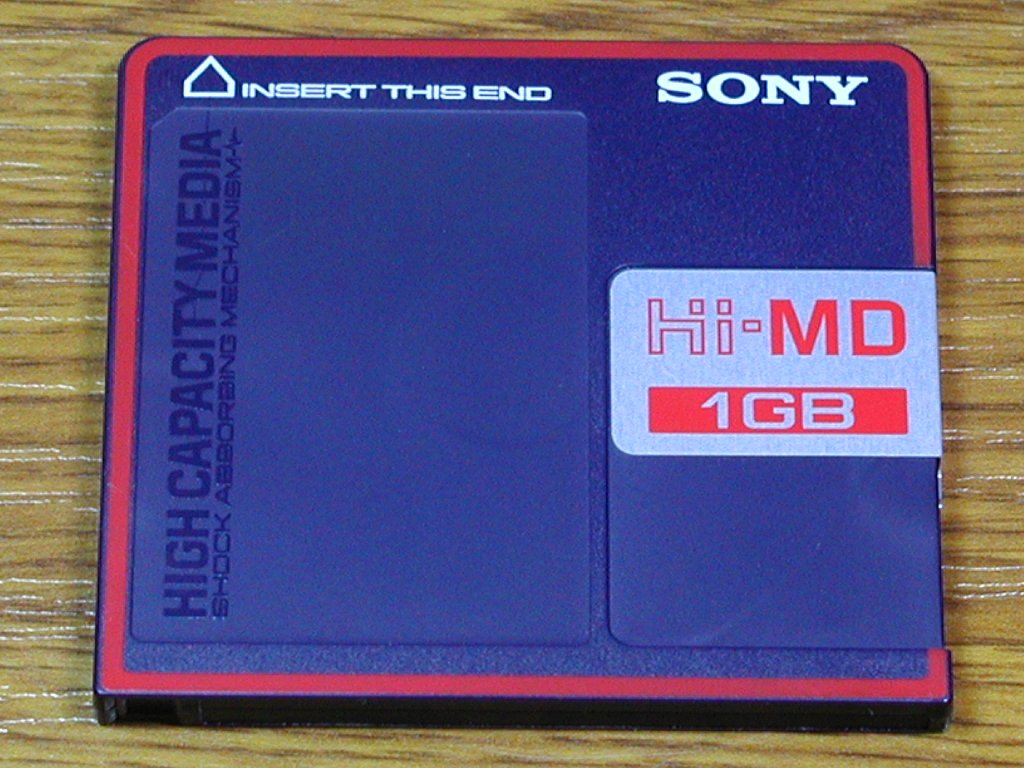 INSERT THIS END
SONY
HIGH CAPACITY MEDIA
SHOCK ABSORBING MECHANISM
Hi-MD
1GB